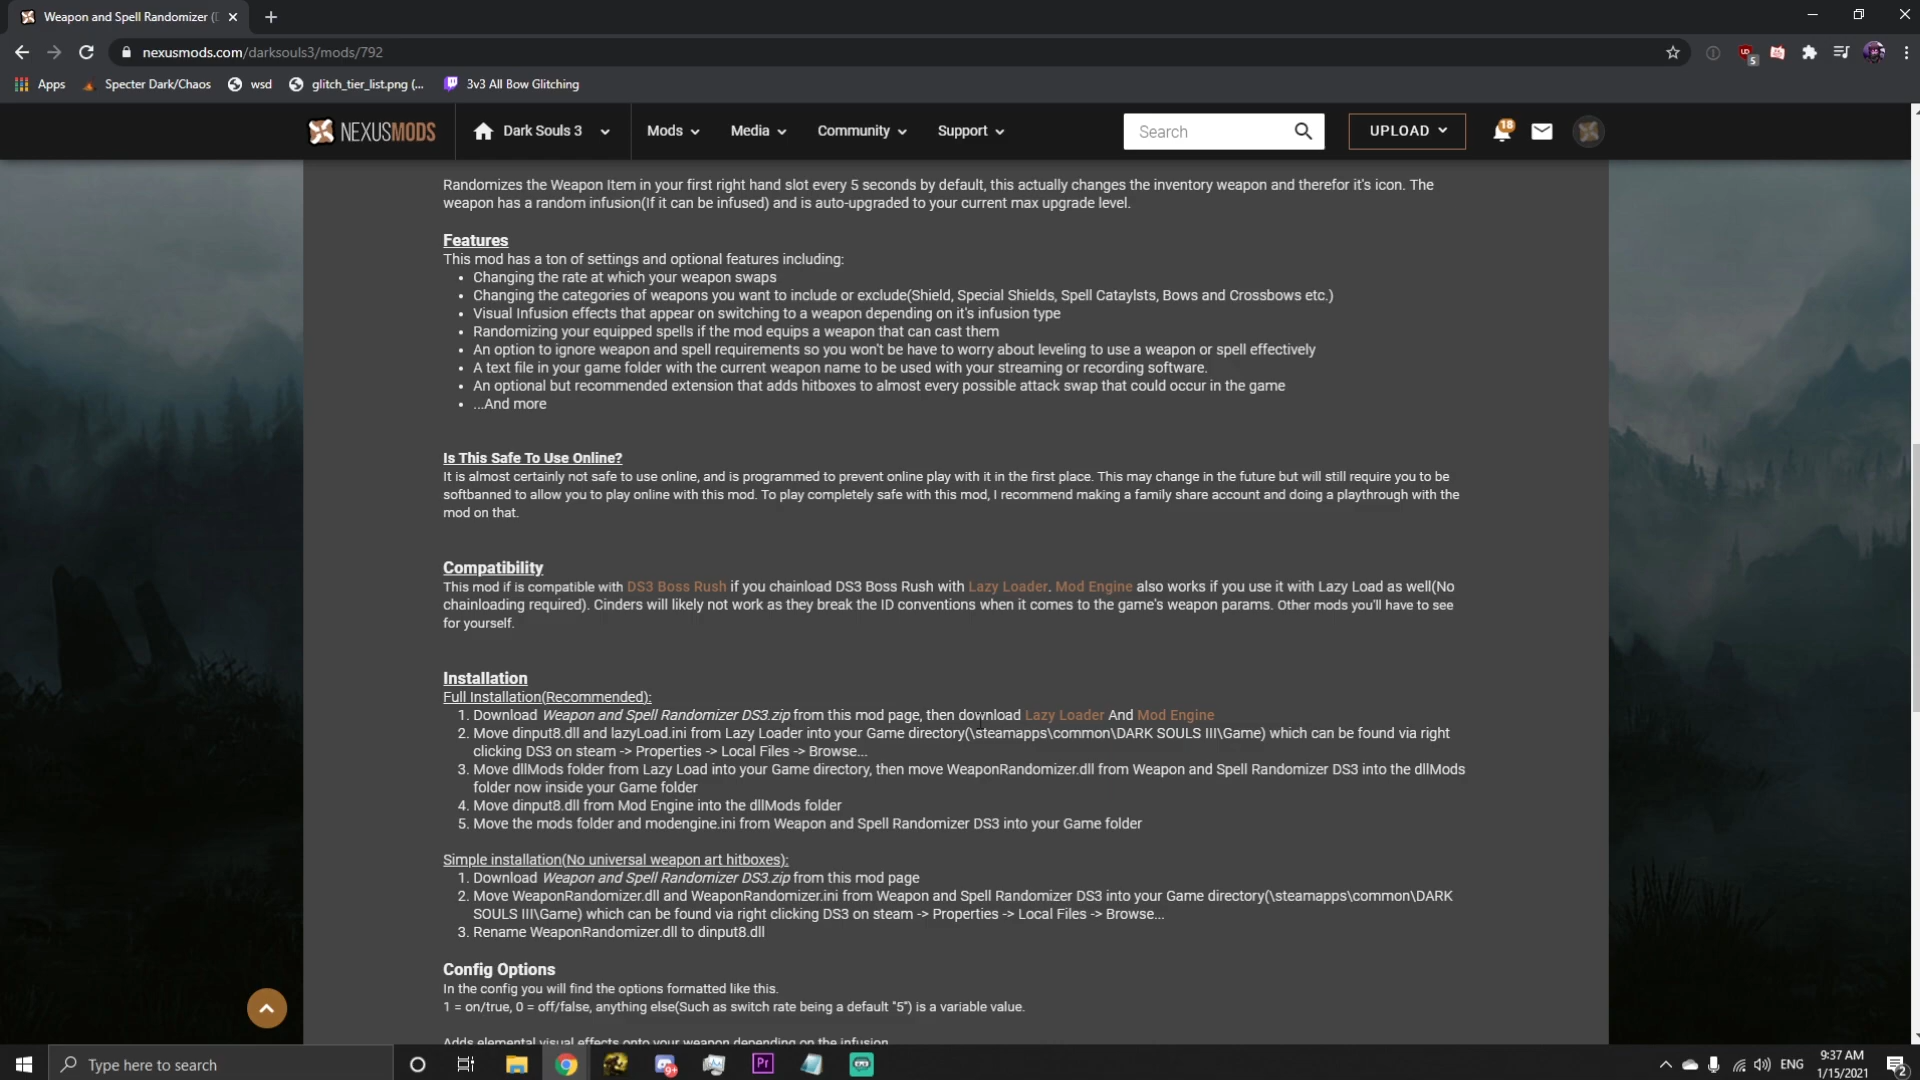 Weapon and Spell Randomizer (D
nexusmods.com/darksouls3/mods/792
5
Apps
Specter Dark/Chaos
wsd
glitch_tier_list.png (...
3v3 All Bow Glitching
NEXUSMODS
Dark Souls 3
Mods
Media
Community
Support
Search
UPLOAD
18
Randomizes the Weapon Item in your first right hand slot every 5 seconds by default, this actually changes the inventory weapon and therefor it's icon. The
weapon has a random infusion(If it can be infused) and is auto-upgraded to your current max upgrade level.
Features
This mod has a ton of settings and optional features including:
• Changing the rate at which your weapon swaps
• Changing the categories of weapons you want to include or exclude(Shield, Special Shields, Spell Cataylsts, Bows and Crossbows etc.)
• Visual Infusion effects that appear on switching to a weapon depending on it's infusion type
• Randomizing your equipped spells if the mod equips a weapon that can cast them
• An option to ignore weapon and spell requirements so you won't be have to worry about leveling to use a weapon or spell effectively
• A text file in your game folder with the current weapon name to be used with your streaming or recording software.
• An optional but recommended extension that adds hitboxes to almost every possible attack swap that could occur in the game
• ...And more
Is This Safe To Use Online?
It is almost certainly not safe to use online, and is programmed to prevent online play with it in the first place. This may change in the future but will still require you to be
softbanned to allow you to play online with this mod. To play completely safe with this mod, I recommend making a family share account and doing a playthrough with the
mod on that.
Compatibility
This mod if is compatible with DS3 Boss Rush if you chainload DS3 Boss Rush with Lazy Loader. Mod Engine also works if you use it with Lazy Load as well(No
chainloading required). Cinders will likely not work as they break the ID conventions when it comes to the game's weapon params. Other mods you'll have to see
for yourself.
Installation
Full Installation(Recommended):
1. Download Weapon and Spell Randomizer DS3.zip from this mod page, then download Lazy Loader And Mod Engine
2. Move dinput8.dll and lazyLoad.ini from Lazy Loader into your Game directory(\steamapps\common\DARK SOULS III\Game) which can be found via right
clicking DS3 on steam -> Properties -> Local Files -> Browse...
3. Move dllMods folder from Lazy Load into your Game directory, then move WeaponRandomizer.dll from Weapon and Spell Randomizer DS3 into the dllMods
folder now inside your Game folder
4. Move dinput8.dll from Mod Engine into the dllMods folder
5. Move the mods folder and modengine.ini from Weapon and Spell Randomizer DS3 into your Game folder
Simple installation(No universal weapon art hitboxes):
1. Download Weapon and Spell Randomizer DS3.zip from this mod page
2. Move WeaponRandomizer.dll and WeaponRandomizer.ini from Weapon and Spell Randomizer DS3 into your Game directory(\steamapps\common\DARK
SOULS III\Game) which can be found via right clicking DS3 on steam -> Properties -> Local Files -> Browse...
3. Rename WeaponRandomizer.dll to dinput8.dll
Config Options
In the config you will find the options formatted like this.
1 = on/true, 0 = off/false, anything else(Such as switch rate being a default "5") is a variable value.
Adds elemental visual effects onto your weapon depending on the infusion
Type here to search
9+
Pr
ENG
9:37 AM
1/15/2021
2